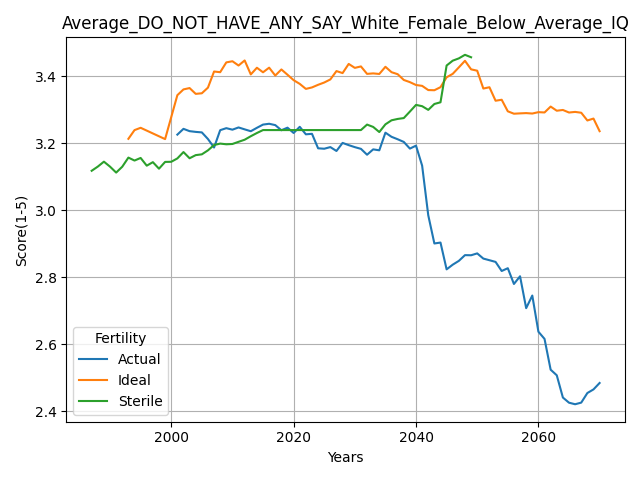 Average_DO_NOT_HAVE_ANY_SAY_White_Female_Below_Average_IQ
Score(1-5)
3.4
3.2
3.0
2.8
2.6
2.4
Fertility
Actual
Ideal
Sterile
2000 2020 2040 2060
Years